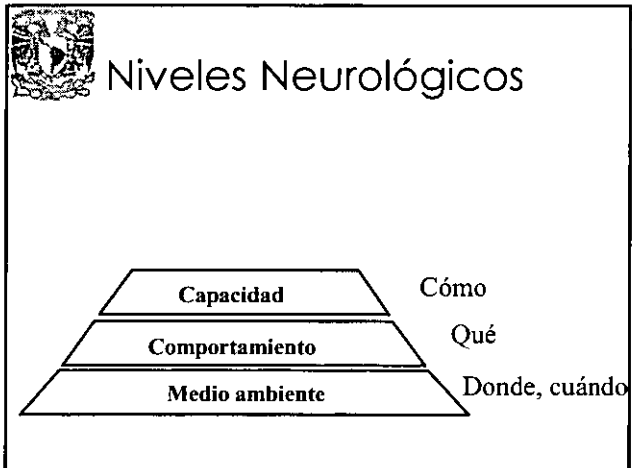 Niveles Neurológicos
Capacidad Cómo
Comportamiento Qué
Medio ambiente Donde, cuándo